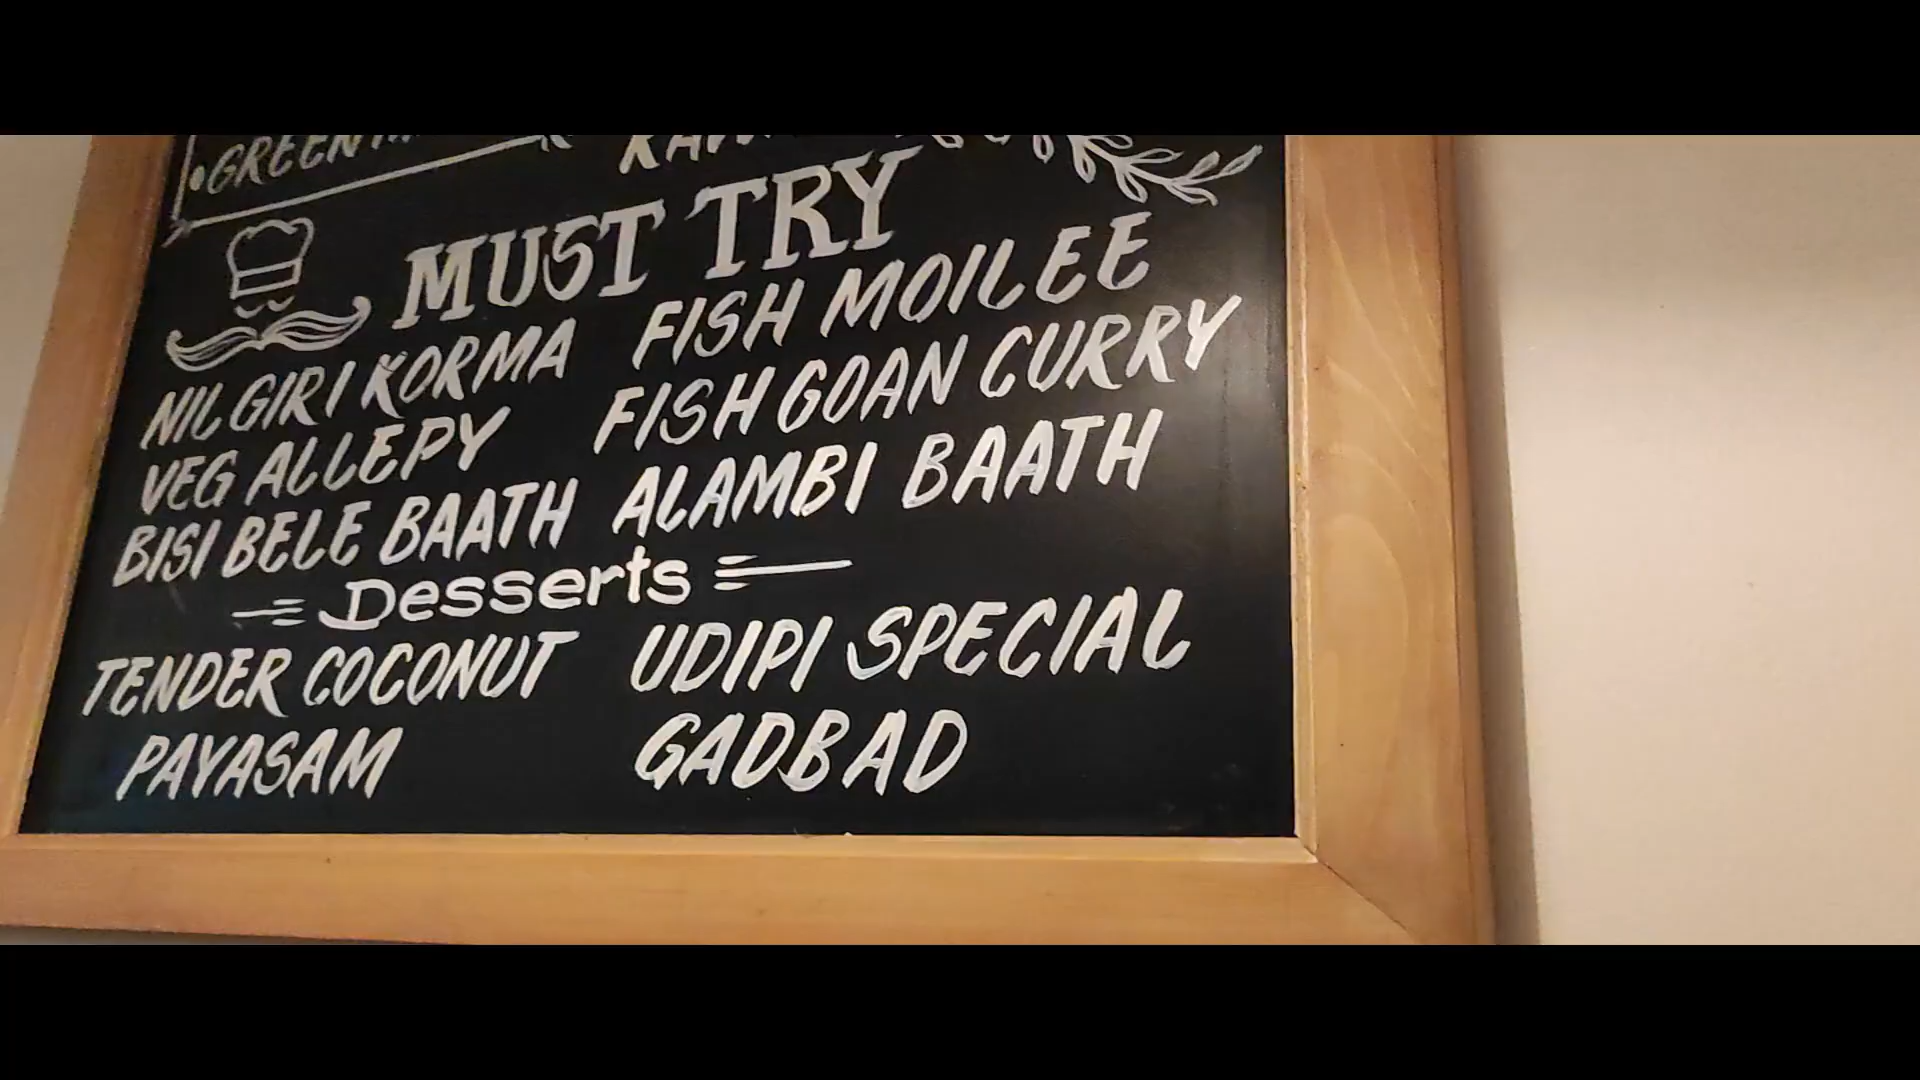 MUST TRY
NILGIRI KORMA
VEG ALLEPY
BISI BELE BAATH
FISH MOILEE
FISH GOAN CURRY
ALAMBI BAATH
Desserts
TENDER COCONUT
PAYASAM
UDIPI SPECIAL
GADBAD